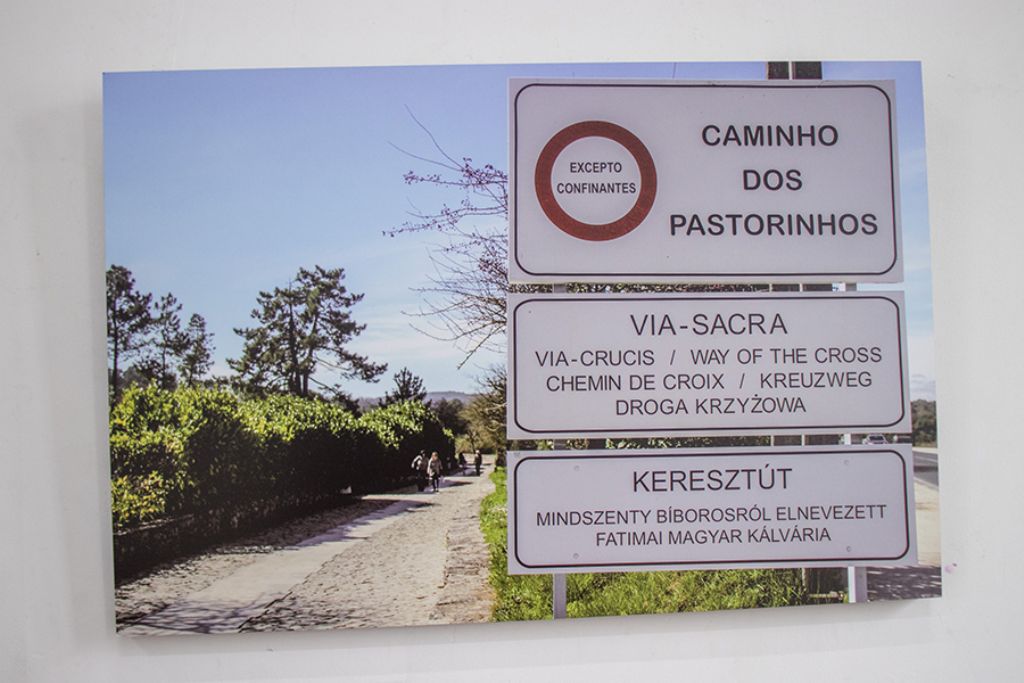 EXCEPTO
CONFINANTES
CAMINHO
DOS
PASTORINHOS
VIA-SACRA
VIA-CRUCIS / WAY OF THE CROSS
CHEMIN DE CROIX / KREUZWEG
DROGA KRZYŻOWA
KERESZTÚT
MINDSZENTY BÍBOROSRÓL ELNEVEZETT
FATIMAI MAGYAR KÁLVÁRIA